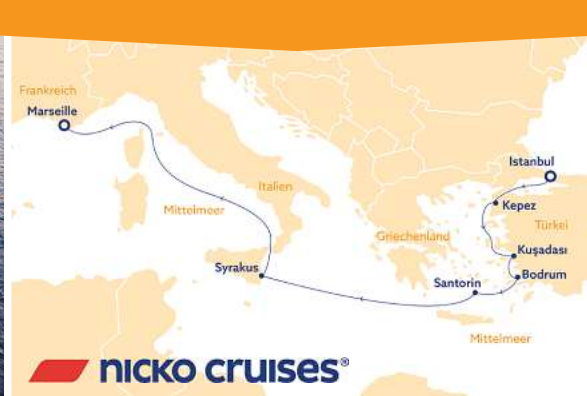 Frankreich
Marseille
Istanbul
Kepez
Italien
Türkei
Mittelmeer
Griechenland
Kuşadası
Syrakus
Bodrum
Santorin
Mittelmeer
nicko cruises®